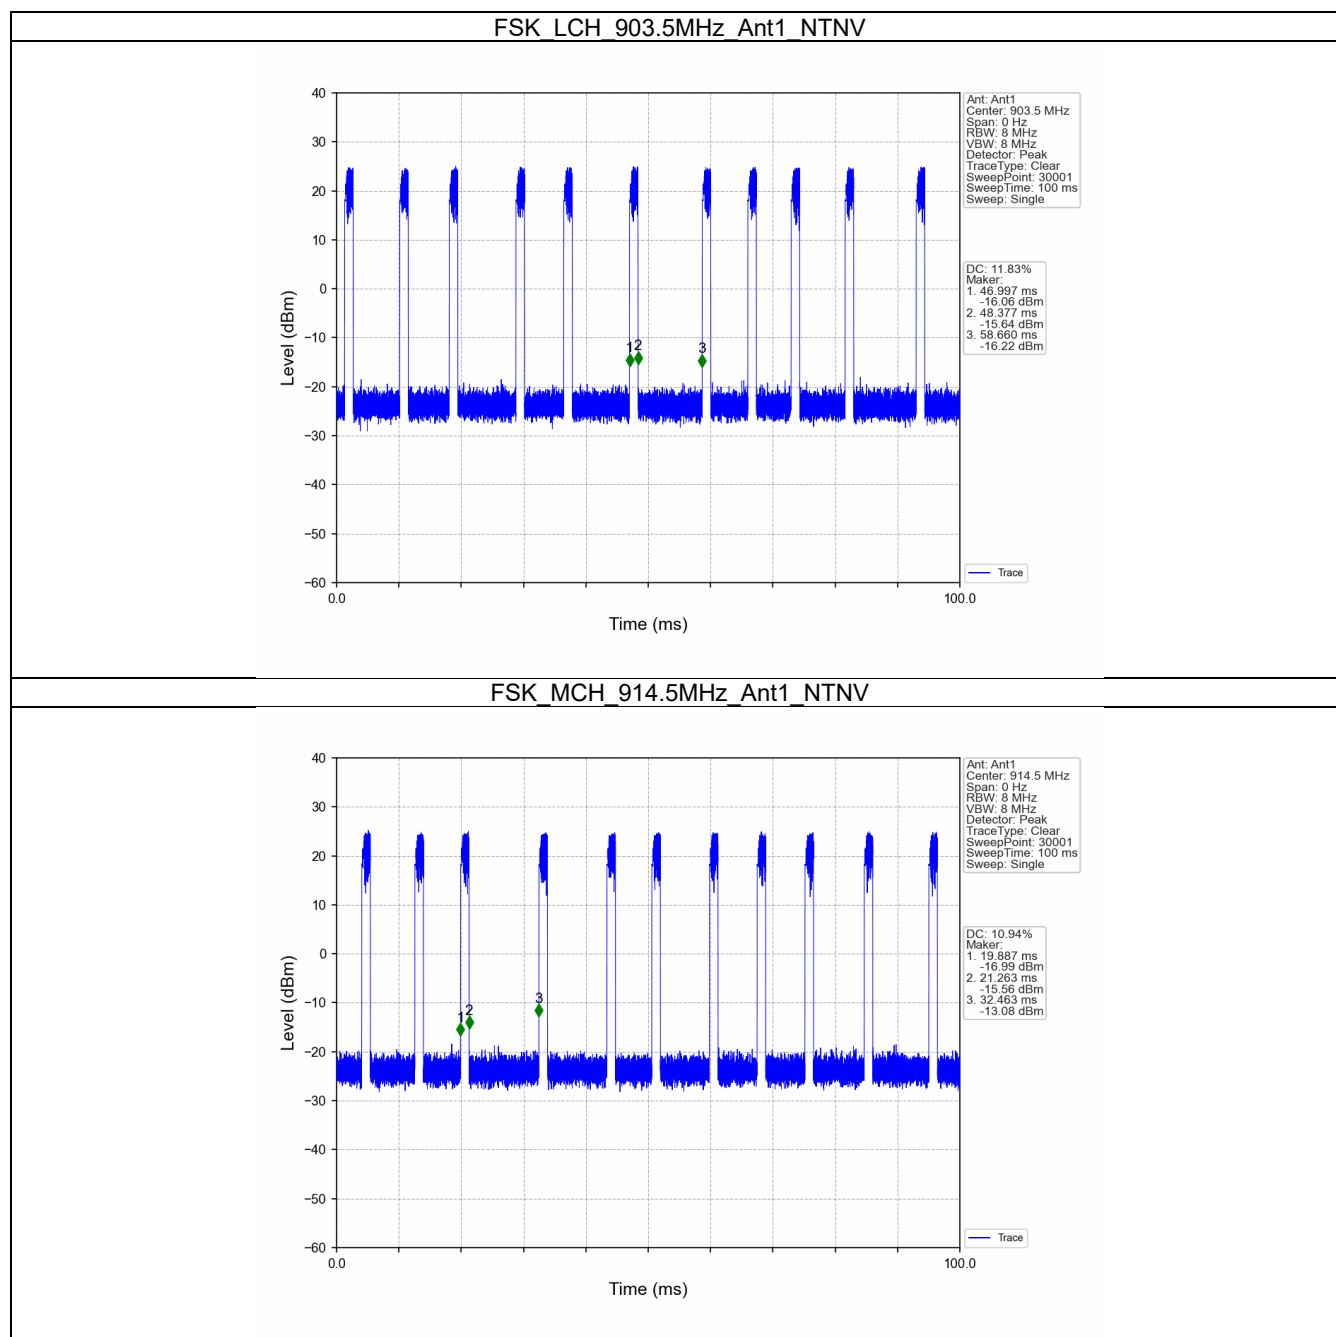 FSK_LCH_903.5MHz_Ant1_NTNV
40
30
20
10
0
−10
−20
−30
−40
−50
−60
Level (dBm)
0.0
100.0
Time (ms)
1
2
3
Ant: Ant1
Center: 903.5 MHz
Span: 0 Hz
RBW: 8 MHz
VBW: 8 MHz
Detector: Peak
TraceType: Clear
SweepPoint: 30001
SweepTime: 100 ms
Sweep: Single
DC: 11.83%
Maker:
1. 46.997 ms
-16.06 dBm
2. 48.377 ms
-15.64 dBm
3. 58.660 ms
-16.22 dBm
Trace
FSK_MCH_914.5MHz_Ant1_NTNV
40
30
20
10
0
−10
−20
−30
−40
−50
−60
Level (dBm)
0.0
100.0
Time (ms)
1
2
3
Ant: Ant1
Center: 914.5 MHz
Span: 0 Hz
RBW: 8 MHz
VBW: 8 MHz
Detector: Peak
TraceType: Clear
SweepPoint: 30001
SweepTime: 100 ms
Sweep: Single
DC: 10.94%
Maker:
1. 19.887 ms
-16.99 dBm
2. 21.263 ms
-15.56 dBm
3. 32.463 ms
-13.08 dBm
Trace